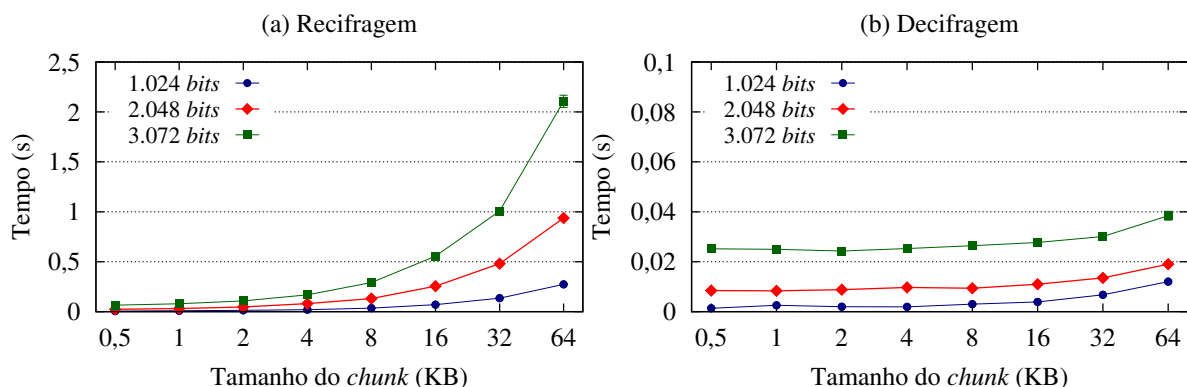 (a) Recifragem
Tempo (s)
2,5
2
1,5
1
0,5
0
1.024 bits
2.048 bits
3.072 bits
0,5 1 2 4 8 16 32 64
Tamanho do chunk (KB)
(b) Decifragem
Tempo (s)
0,1
0,08
0,06
0,04
0,02
0
1.024 bits
2.048 bits
3.072 bits
0,5 1 2 4 8 16 32 64
Tamanho do chunk (KB)